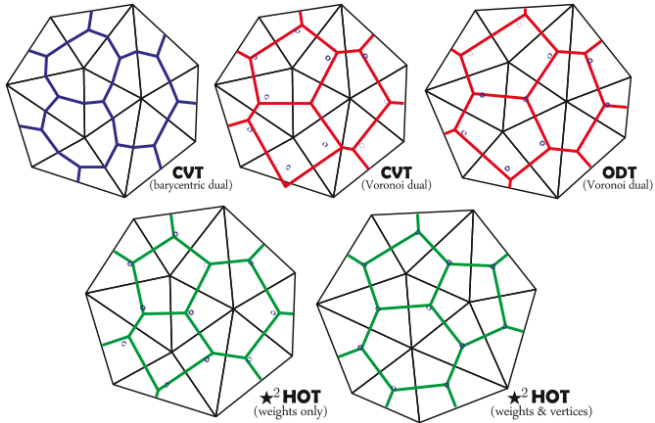 CVT
(barycentric dual)
CVT
(Voronoi dual)
ODT
(Voronoi dual)
★² HOT
(weights only)
★² HOT
(weights & vertices)